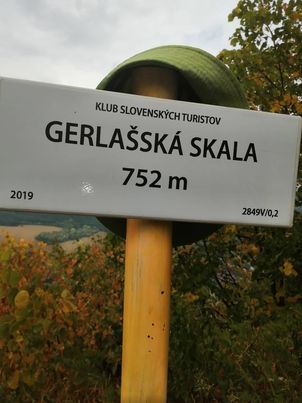 KLUB SLOVENSKÝCH TURISTOV
GERLAŠSKÁ SKALA
752 m
2019
2849V/0,2